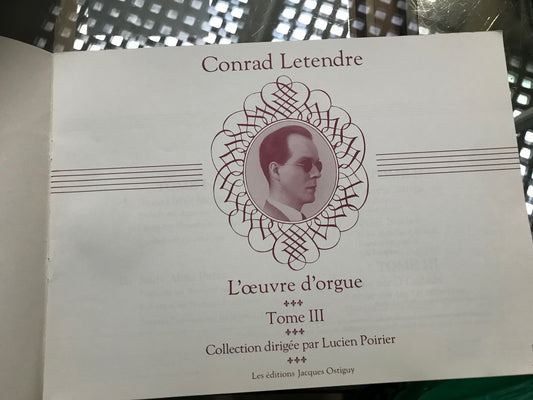 Conrad Letendre
L'œuvre d'orgue
Tome III
Collection dirigée par Lucien Poirier
Les éditions Jacques Ostiguy